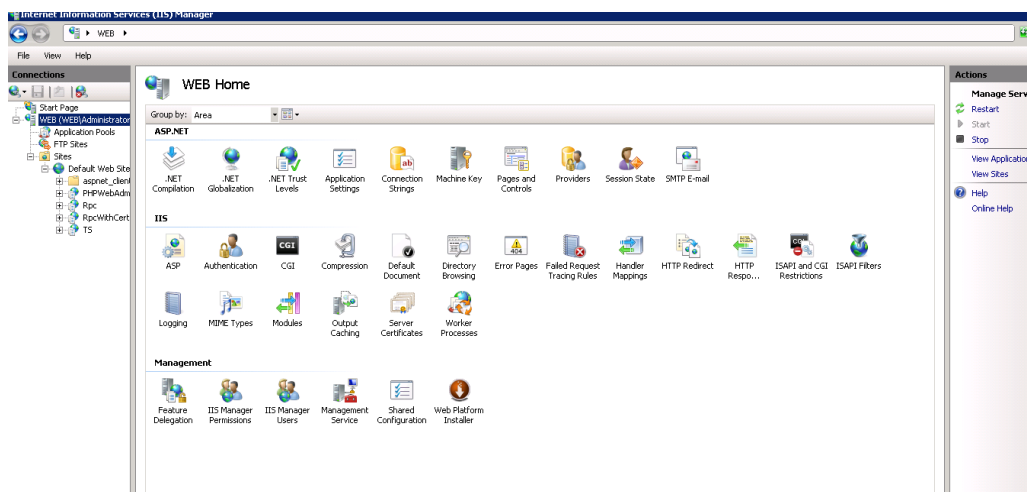 Internet Information Services (IIS) Manager
WEB
File View Help
Connections
Start Page
WEB (WEB\Administrator
Application Pools
FTP Sites
Sites
Default Web Site
aspnet_client
PHPWebAdm
Rpc
RpcWithCert
TS
WEB Home
Group by: Area
ASP.NET
.NET Compilation
.NET Globalization
.NET Trust Levels
Application Settings
Connection Strings
Machine Key
Pages and Controls
Providers
Session State
SMTP E-mail
IIS
ASP
Authentication
CGI
CGI
Compression
Default Document
Directory Browsing
404
Error Pages
Failed Request Tracing Rules
Handler Mappings
HTTP Redirect
HTTP Respo...
ISAPI and CGI Restrictions
ISAPI Filters
Logging
MIME Types
Modules
Output Caching
Server Certificates
Worker Processes
Management
Feature Delegation
IIS Manager Permissions
IIS Manager Users
Management Service
Shared Configuration
Web Platform Installer
Actions
Manage Serv
Restart
Start
Stop
View Application
View Sites
Help
Online Help